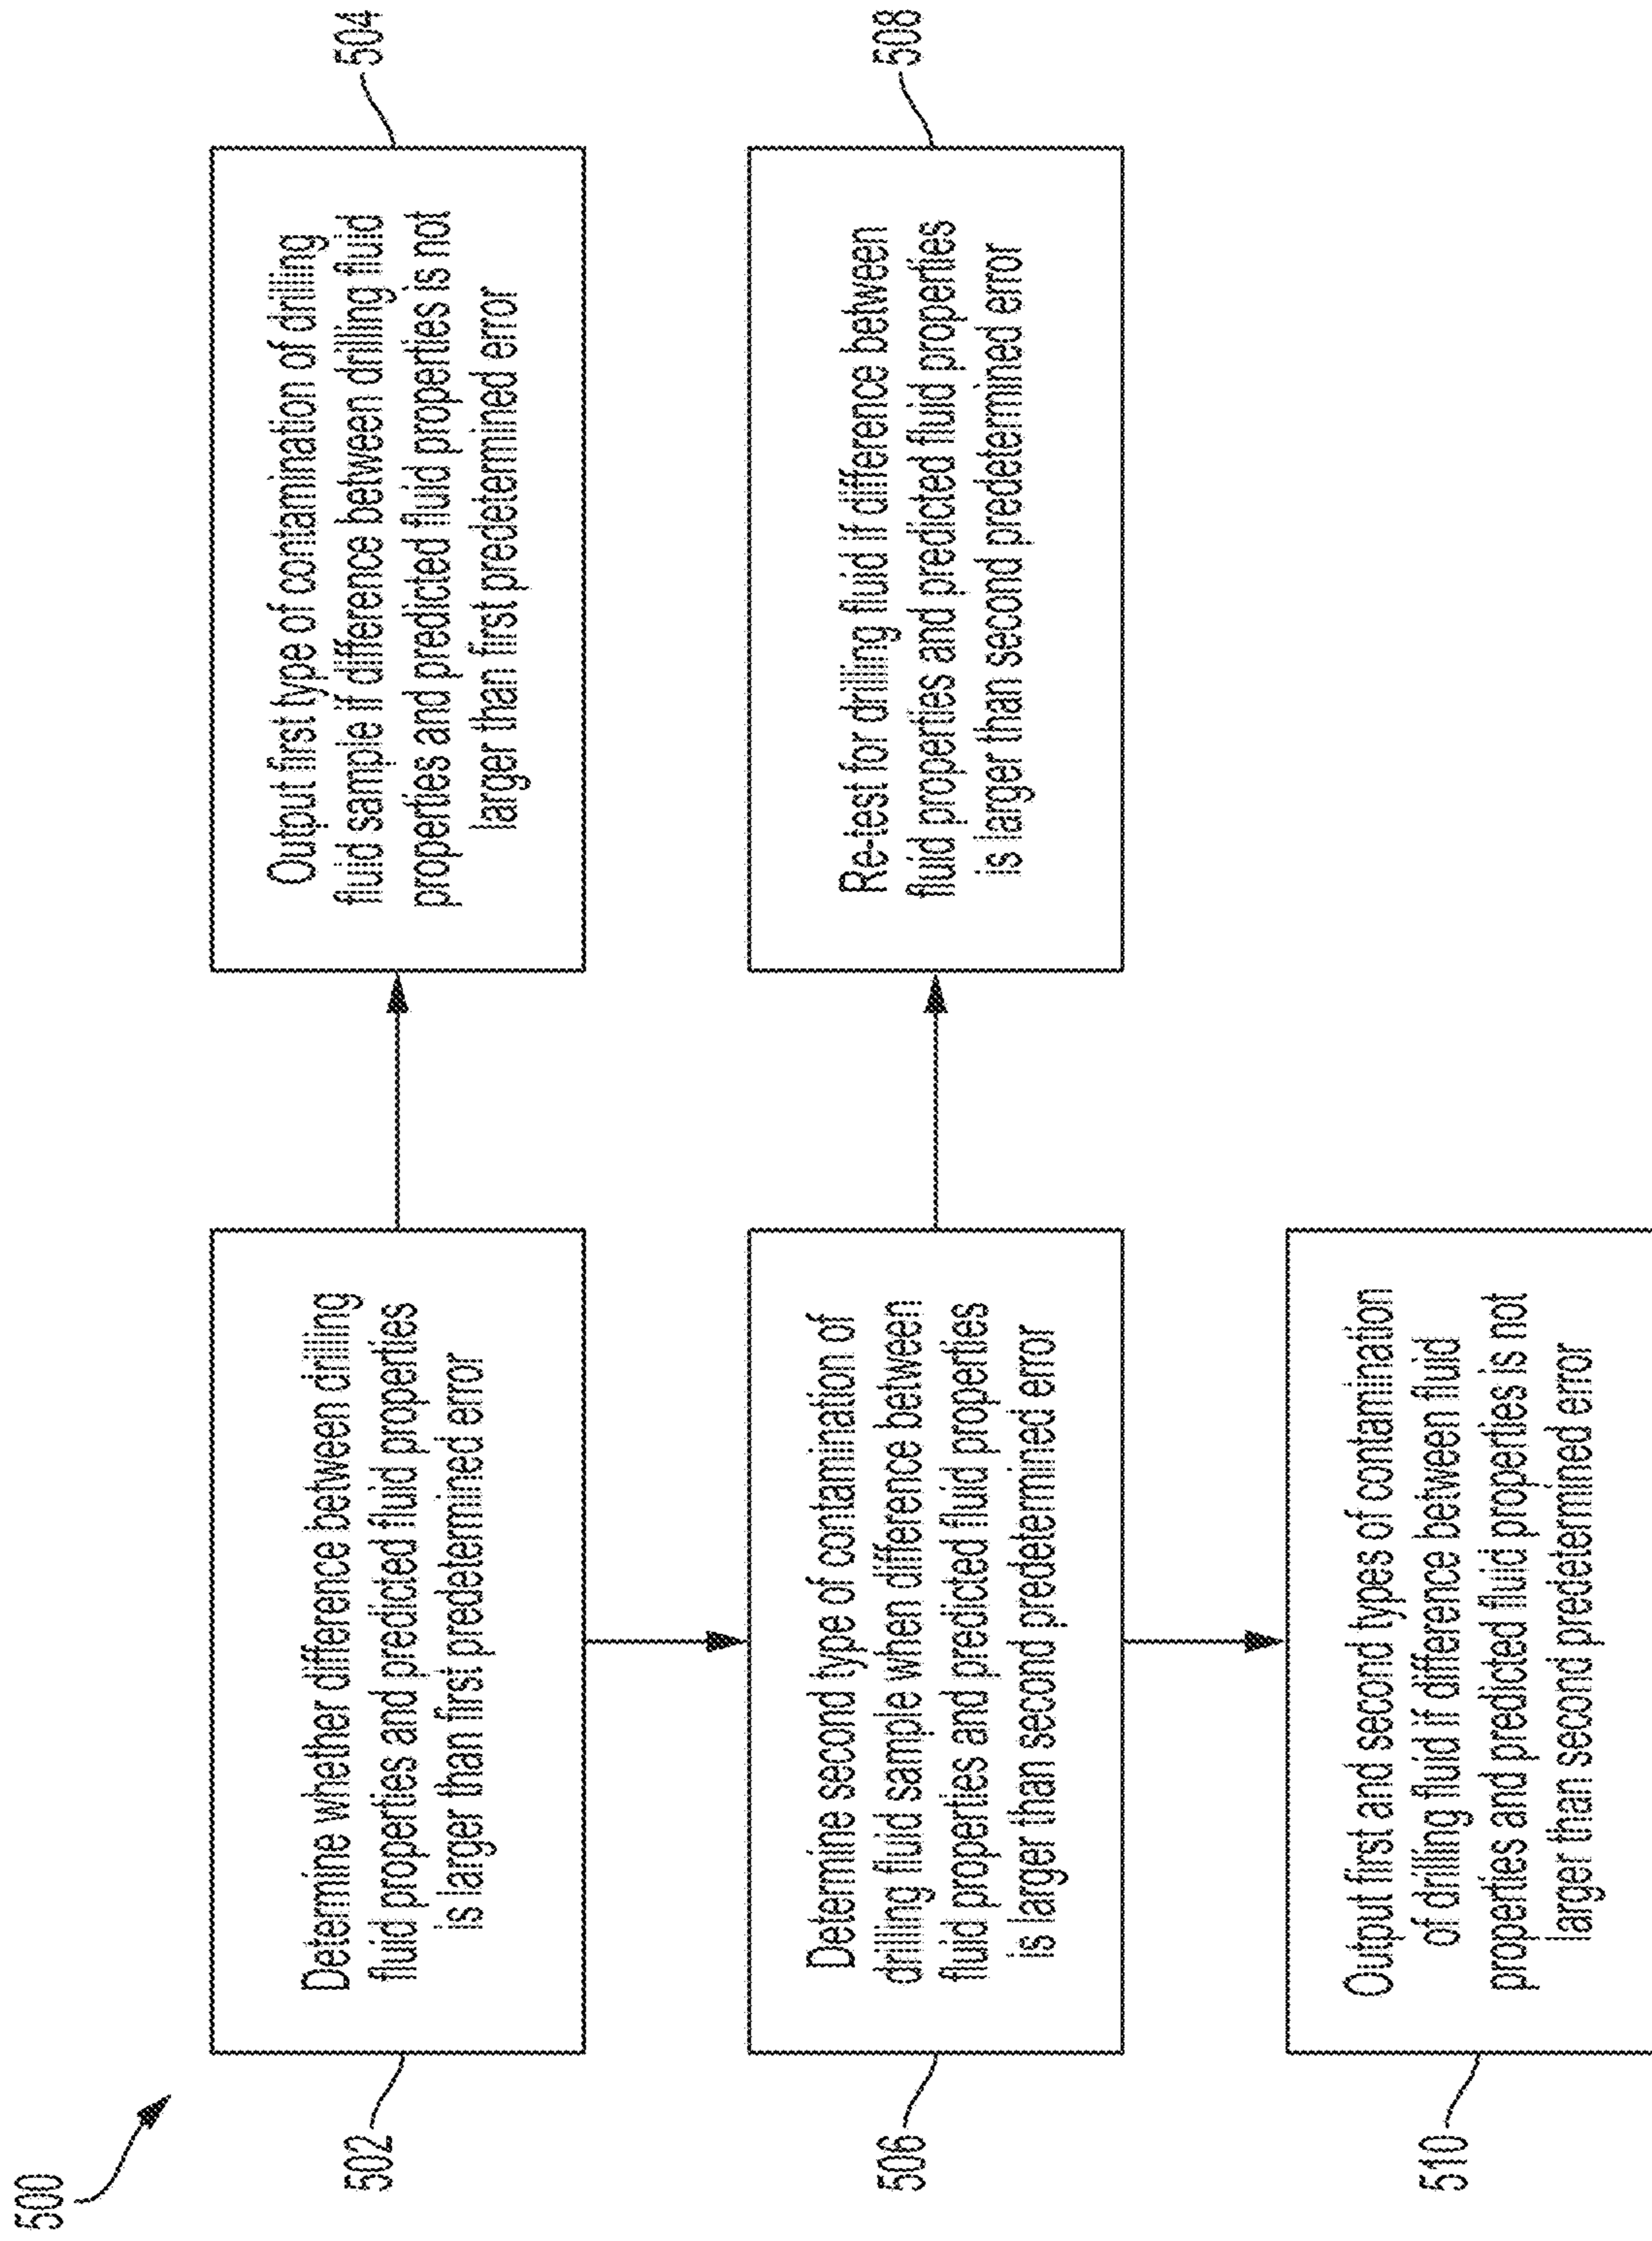 500
502
Determine whether difference between drilling
fluid properties and predicted fluid properties
is larger than first predetermined error
504
Output first type of contamination of drilling
fluid sample if difference between drilling fluid
properties and predicted fluid properties is not
larger than first predetermined error
506
Determine second type of contamination of
drilling fluid sample when difference between
fluid properties and predicted fluid properties
is larger than second predetermined error
508
Re-test for drilling fluid if difference between
fluid properties and predicted fluid properties
is larger than second predetermined error
510
Output first and second types of contamination
of drilling fluid if difference between fluid
properties and predicted fluid properties is not
larger than second predetermined error